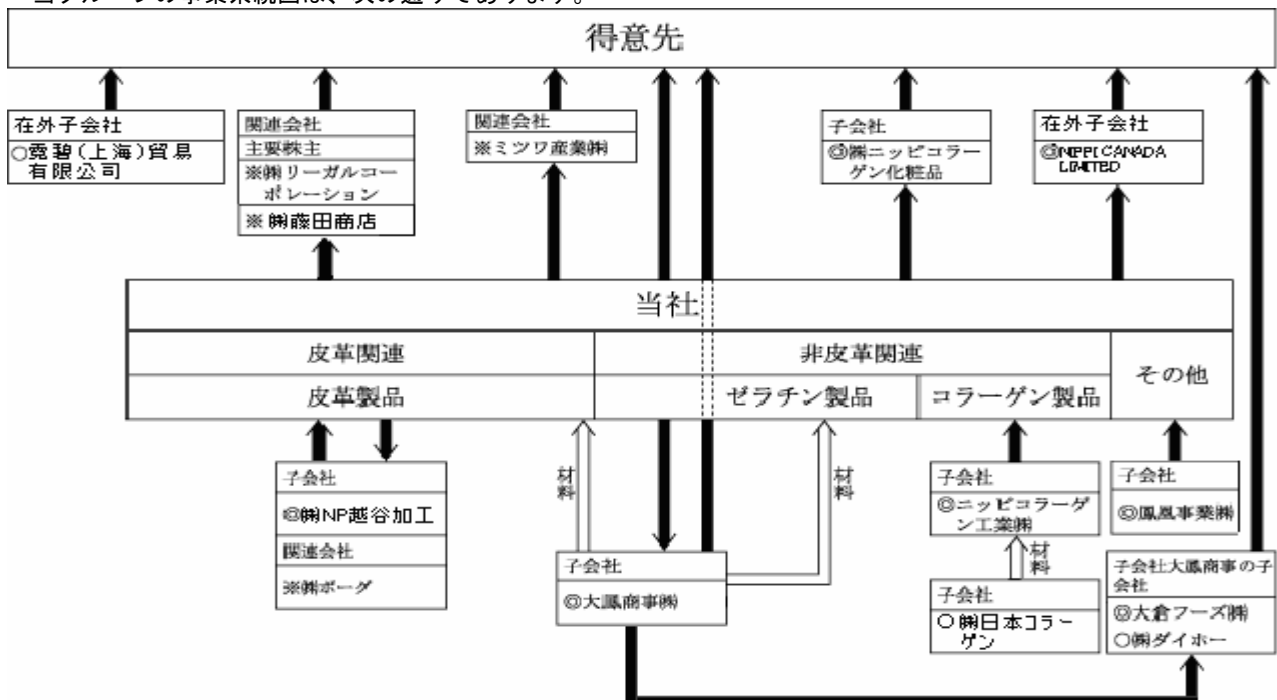 当グループの事業系統図は、次の通りであります。
得意先
在外子会社
○霓碧(上海)貿易
有限公司
関連会社
主要株主
※㈱リーガルコー
ポレーション
※㈱藤田商店
関連会社
※ミツワ産業㈱
子会社
◎㈱ニッピコラー
ゲン化粧品
在外子会社
◎NIPPI CANADA
LIMITED
当社
皮革関連
非皮革関連
その他
皮革製品
ゼラチン製品
コラーゲン製品
子会社
◎㈱NP越谷加工
関連会社
※㈱ボーグ
材料
子会社
◎大鳳商事㈱
材料
子会社
◎ニッピコラーゲ
ン工業㈱
材料
子会社
○㈱日本コラー
ゲン
子会社
◎鳳凰事業㈱
子会社大鳳商事の子
会社
◎大倉フーズ㈱
○㈱ダイホー